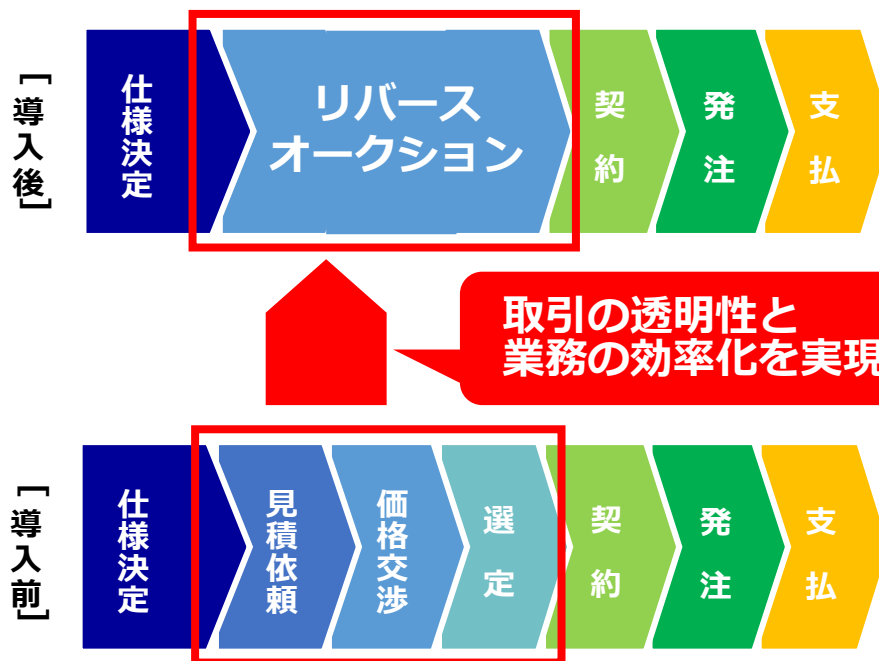 ［導入後］
仕様決定
リバース
オークション
契約
発注
支払
取引の透明性と
業務の効率化を実現
［導入前］
仕様決定
見積依頼
価格交渉
選定
契約
発注
支払